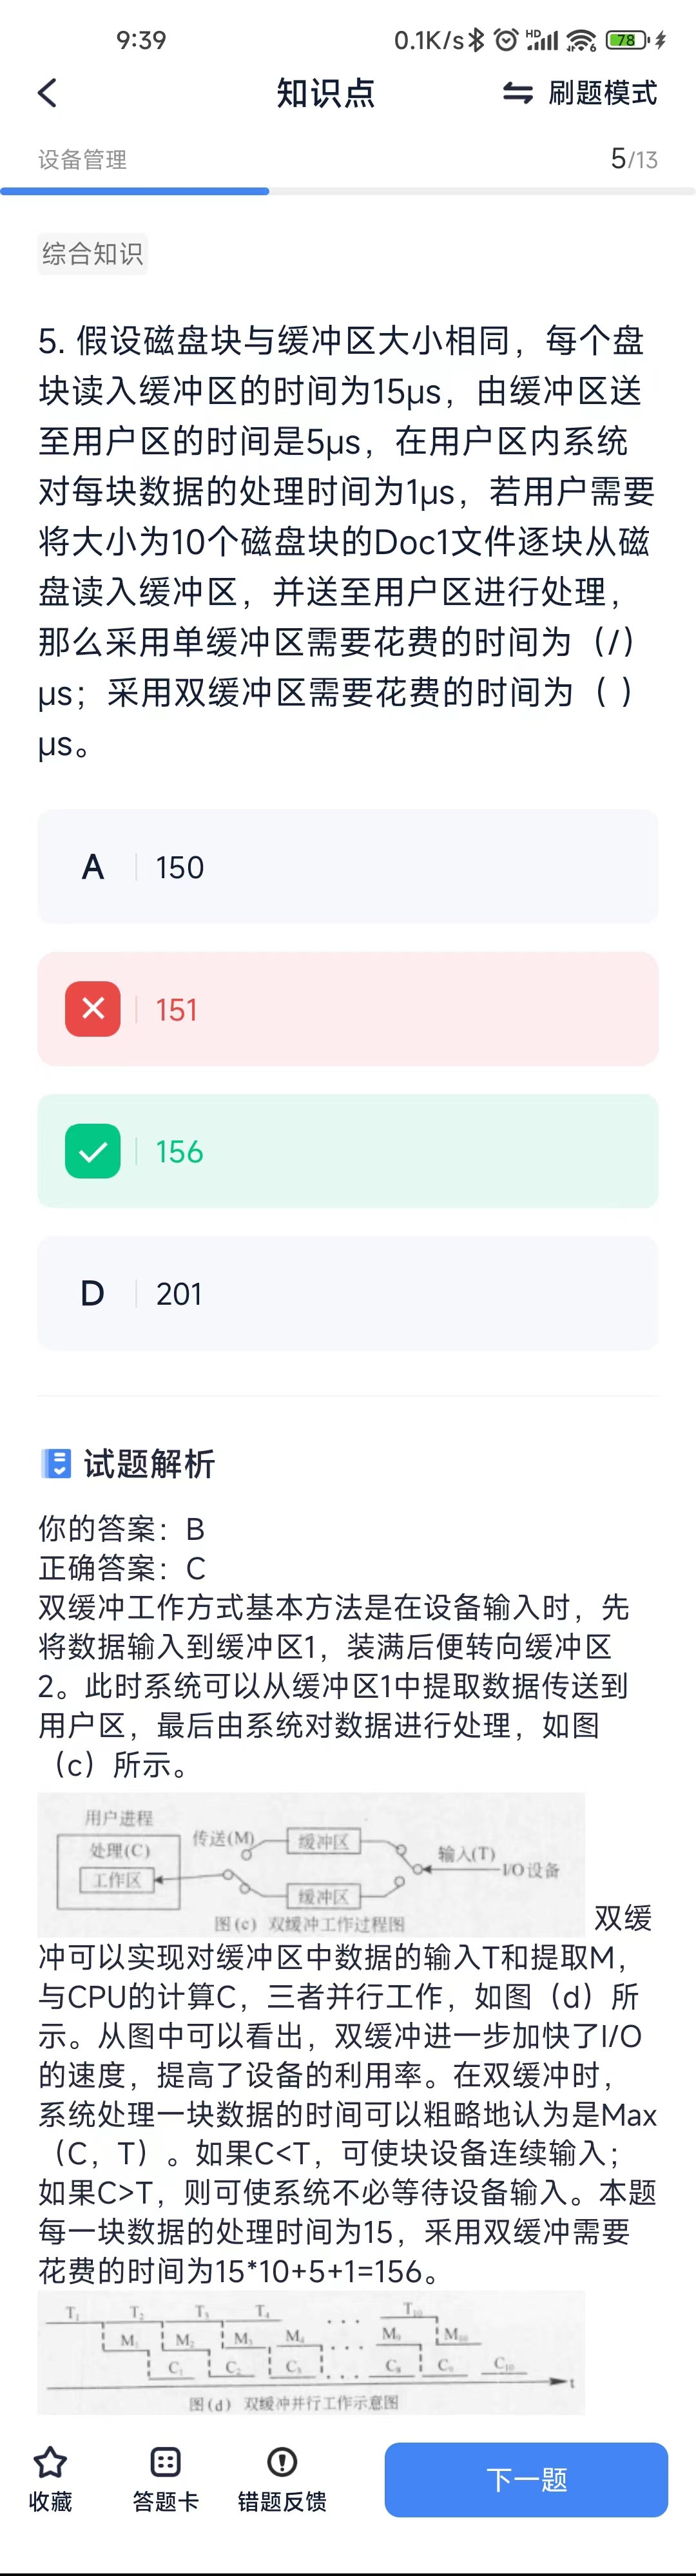 9:39
0.1K/s
HD
6
78
知识点
刷题模式
设备管理
5/13
综合知识
5. 假设磁盘块与缓冲区大小相同，每个盘
块读入缓冲区的时间为15μs，由缓冲区送
至用户区的时间是5μs，在用户区内系统
对每块数据的处理时间为1μs，若用户需要
将大小为10个磁盘块的Doc1文件逐块从磁
盘读入缓冲区，并送至用户区进行处理，
那么采用单缓冲区需要花费的时间为（/）
μs；采用双缓冲区需要花费的时间为（ ）
μs。
A 150
151
156
D 201
试题解析
你的答案：B
正确答案：C
双缓冲工作方式基本方法是在设备输入时，先
将数据输入到缓冲区1，装满后便转向缓冲区
2。此时系统可以从缓冲区1中提取数据传送到
用户区，最后由系统对数据进行处理，如图
（c）所示。
用户进程
处理(C)
工作区
传送(M)
缓冲区
缓冲区
输入(T)
I/O 设备
图(c) 双缓冲工作过程图
双缓
冲可以实现对缓冲区中数据的输入T和提取M，
与CPU的计算C，三者并行工作，如图（d）所
示。从图中可以看出，双缓冲进一步加快了I/O
的速度，提高了设备的利用率。在双缓冲时，
系统处理一块数据的时间可以粗略地认为是Max
（C，T）。如果C<T，可使块设备连续输入；
如果C>T，则可使系统不必等待设备输入。本题
每一块数据的处理时间为15，采用双缓冲需要
花费的时间为15*10+5+1=156。
T₁ T₂ T₃ T₄ ··· T₁₀
M₁ M₂ M₃ M₄ ··· M₉ M₁₀
C₁ C₂ C₃ ··· C₈ C₉ C₁₀
t
图(d) 双缓冲并行工作示意图
收藏
答题卡
错题反馈
下一题